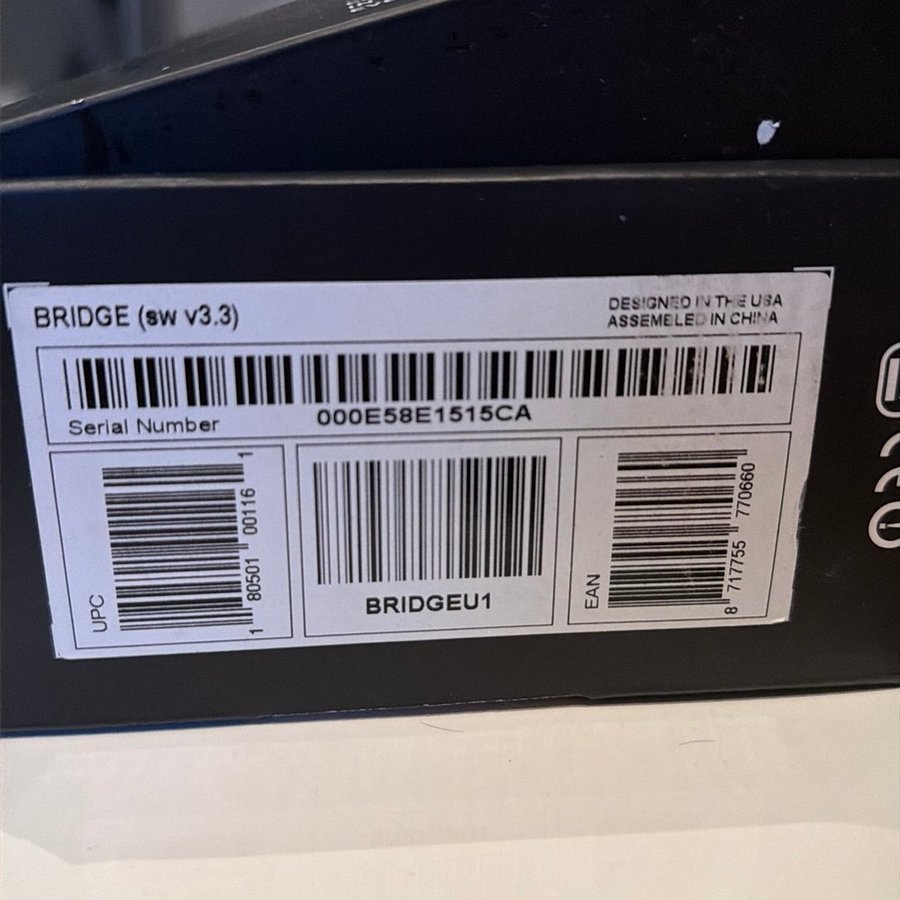 BRIDGE (sw v3.3)
DESIGNED IN THE USA
ASSEMBLED IN CHINA
Serial Number
000E58E1515CA
UPC
1 80501 00116 1
BRIDGEU1
EAN
8 717755 770660